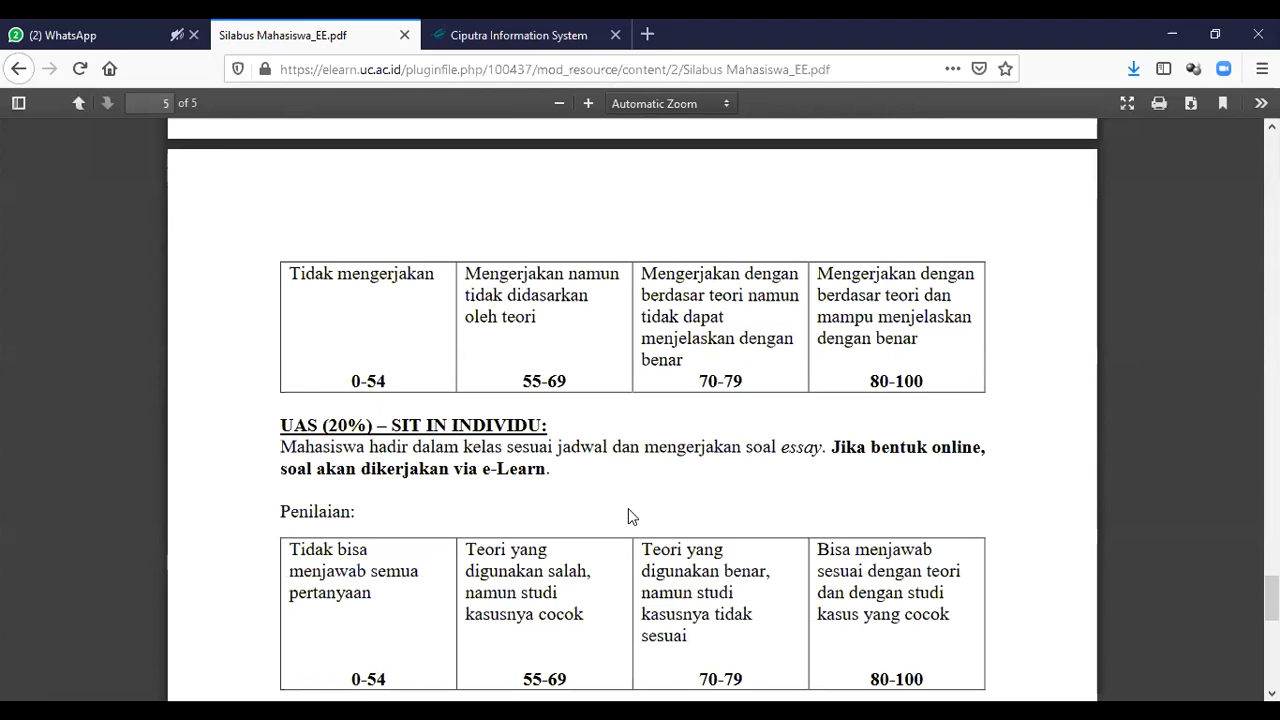 (2) WhatsApp
Silabus Mahasiswa_EE.pdf
Ciputra Information System
https://elearn.uc.ac.id/pluginfile.php/100437/mod_resource/content/2/Silabus Mahasiswa_EE.pdf
5 of 5
Automatic Zoom
Tidak mengerjakan
0-54
Mengerjakan namun
tidak didasarkan
oleh teori
55-69
Mengerjakan dengan
berdasar teori namun
tidak dapat
menjelaskan dengan
benar
70-79
Mengerjakan dengan
berdasar teori dan
mampu menjelaskan
dengan benar
80-100
UAS (20%) – SIT IN INDIVIDU:
Mahasiswa hadir dalam kelas sesuai jadwal dan mengerjakan soal essay. Jika bentuk online,
soal akan dikerjakan via e-Learn.
Penilaian:
Tidak bisa
menjawab semua
pertanyaan
0-54
Teori yang
digunakan salah,
namun studi
kasusnya cocok
55-69
Teori yang
digunakan benar,
namun studi
kasusnya tidak
sesuai
70-79
Bisa menjawab
sesuai dengan teori
dan dengan studi
kasus yang cocok
80-100